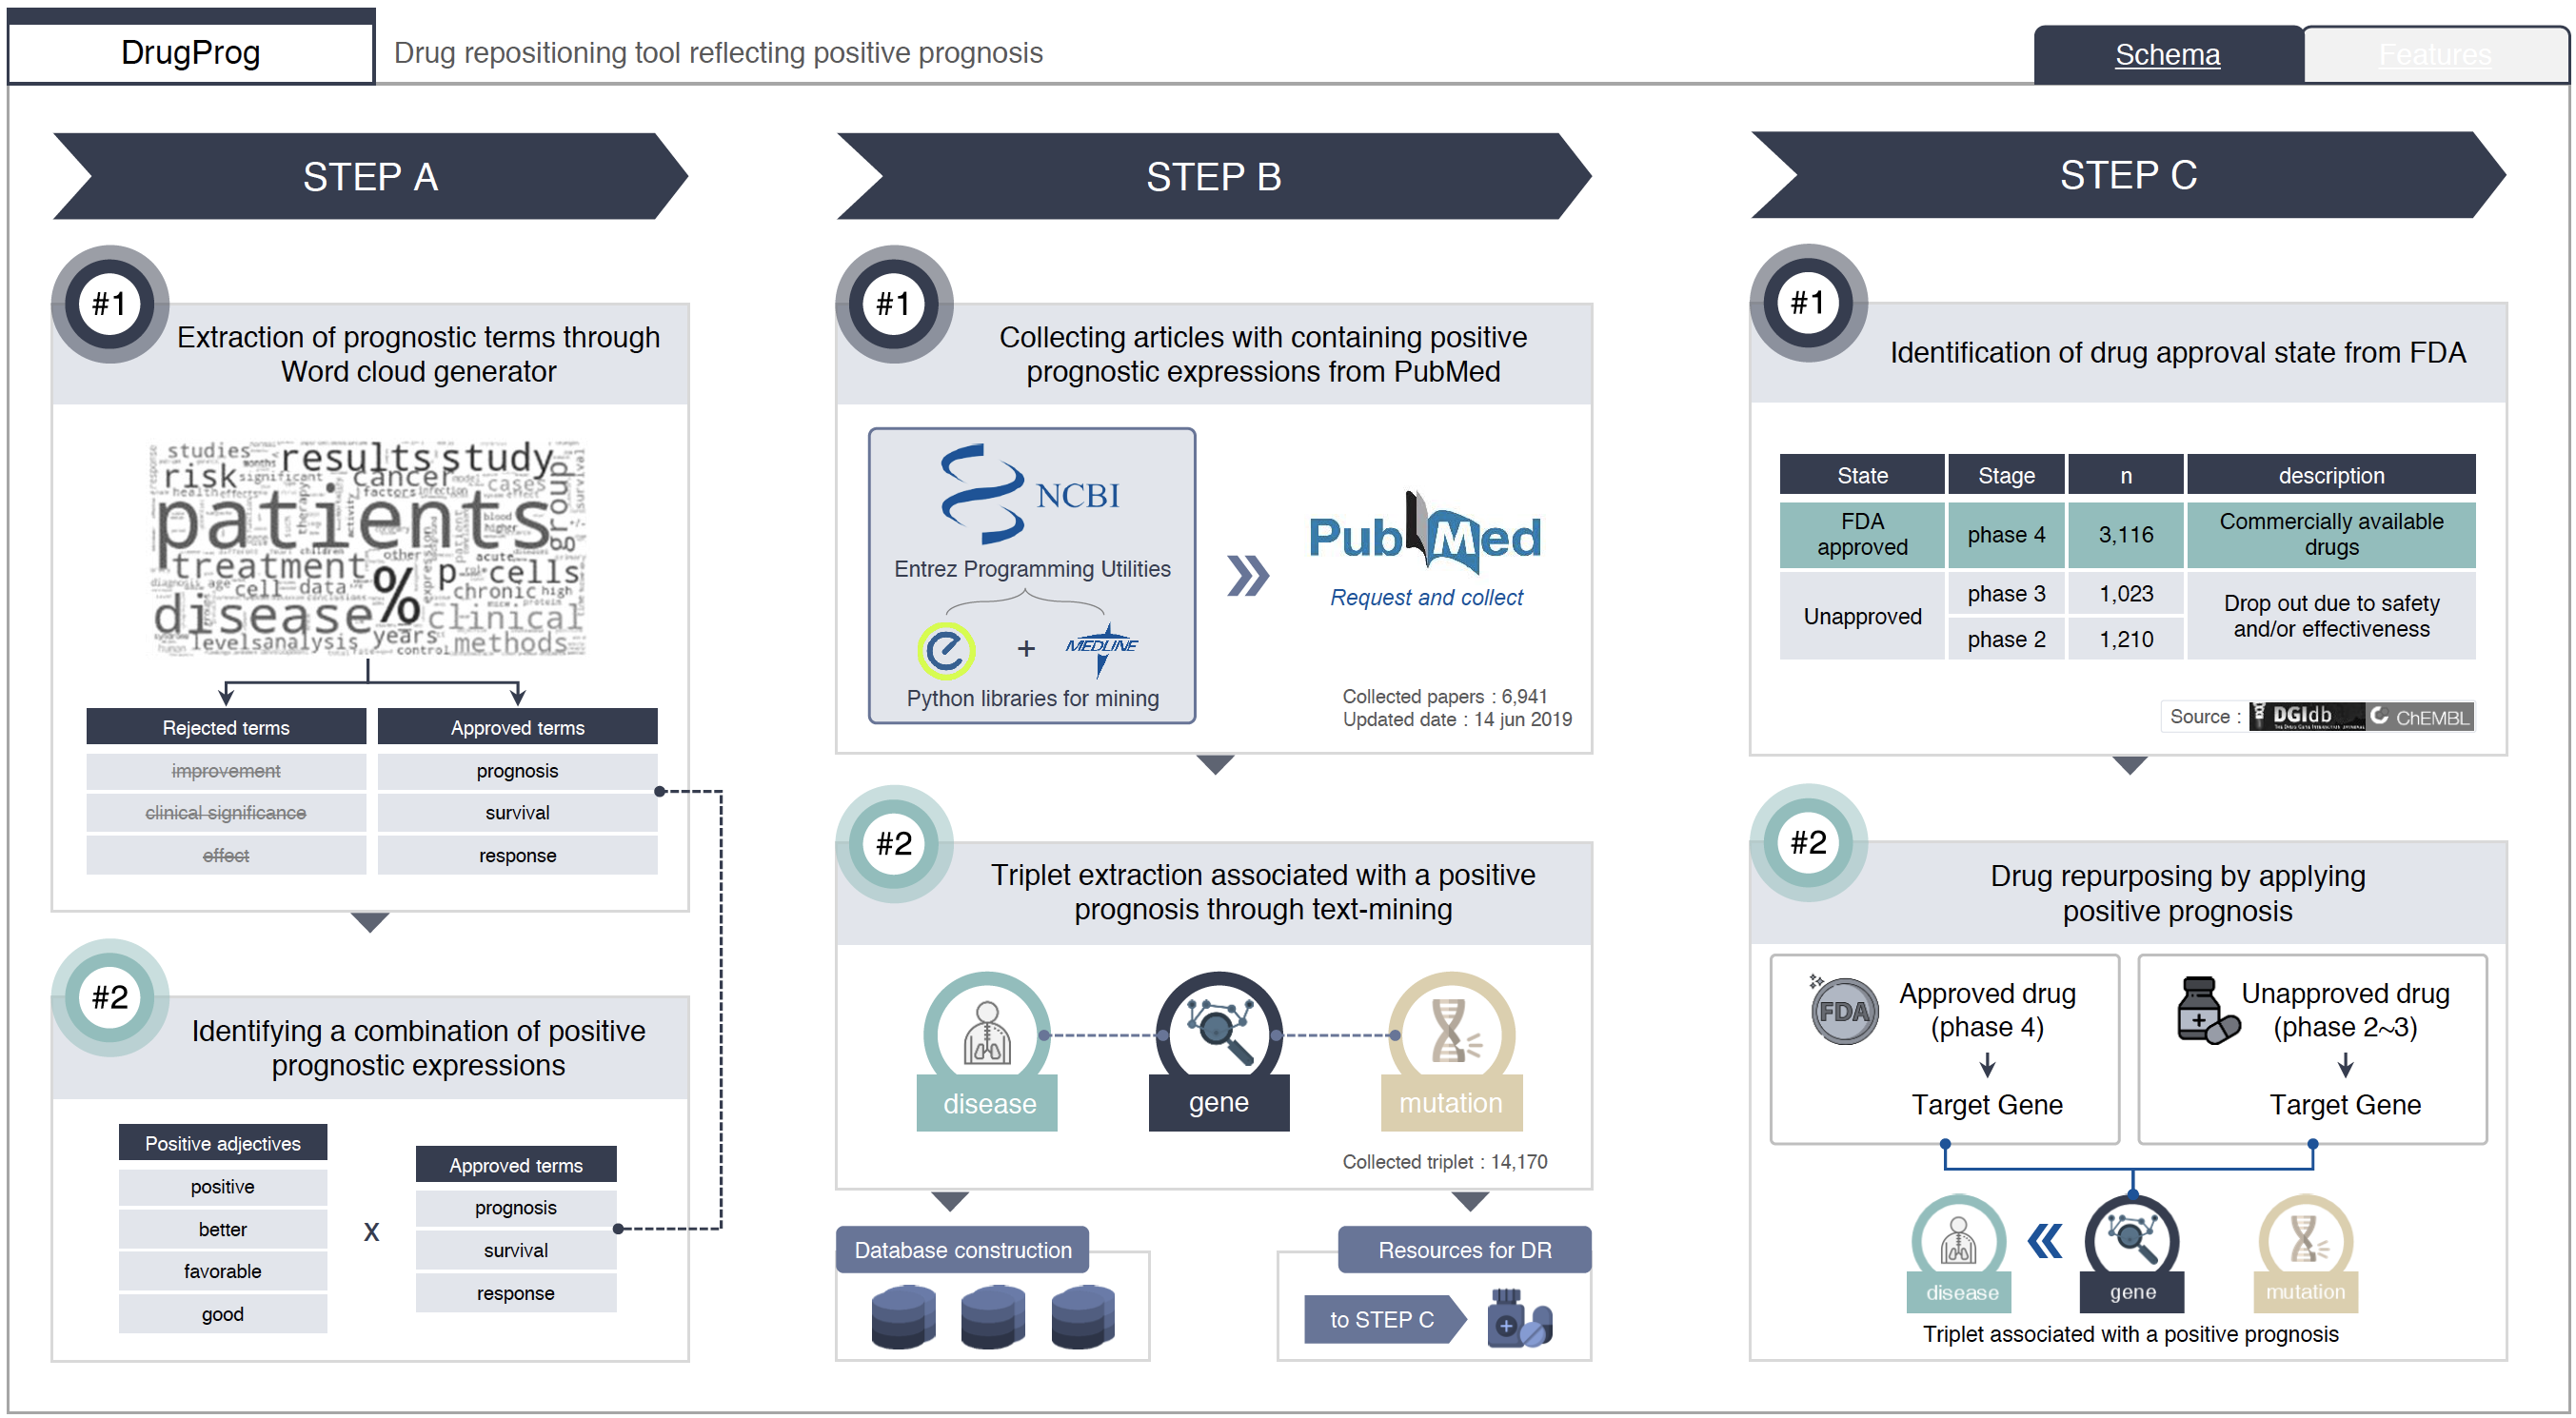 DrugProg
Drug repositioning tool reflecting positive prognosis
Schema
Features
STEP A
#1
Extraction of prognostic terms through
Word cloud generator
studies
results study
risk
significant
cancer
cases
health effects
factors
group
survival
patients
therapy
blood
higher
other
acute
treatment
%
p
cells
expression
age
cell
data
chronic
high
disease
clinical
levels
analysis
years
control
methods
Rejected terms
Approved terms
improvement
prognosis
clinical significance
survival
effect
response
#2
Identifying a combination of positive
prognostic expressions
Positive adjectives
positive
better
favorable
good
x
Approved terms
prognosis
survival
response
STEP B
#1
Collecting articles with containing positive
prognostic expressions from PubMed
NCBI
Entrez Programming Utilities
e
+
MEDLINE
Python libraries for mining
PubMed
Request and collect
Collected papers : 6,941
Updated date : 14 jun 2019
#2
Triplet extraction associated with a positive
prognosis through text-mining
disease
gene
mutation
Collected triplet : 14,170
Database construction
Resources for DR
to STEP C
STEP C
#1
Identification of drug approval state from FDA
State
Stage
n
description
FDA
approved
phase 4
3,116
Commercially available
drugs
Unapproved
phase 3
1,023
phase 2
1,210
Drop out due to safety
and/or effectiveness
Source :
DGIdb
ChEMBL
#2
Drug repurposing by applying
positive prognosis
FDA
Approved drug
(phase 4)
Target Gene
Unapproved drug
(phase 2~3)
Target Gene
disease
gene
mutation
Triplet associated with a positive prognosis